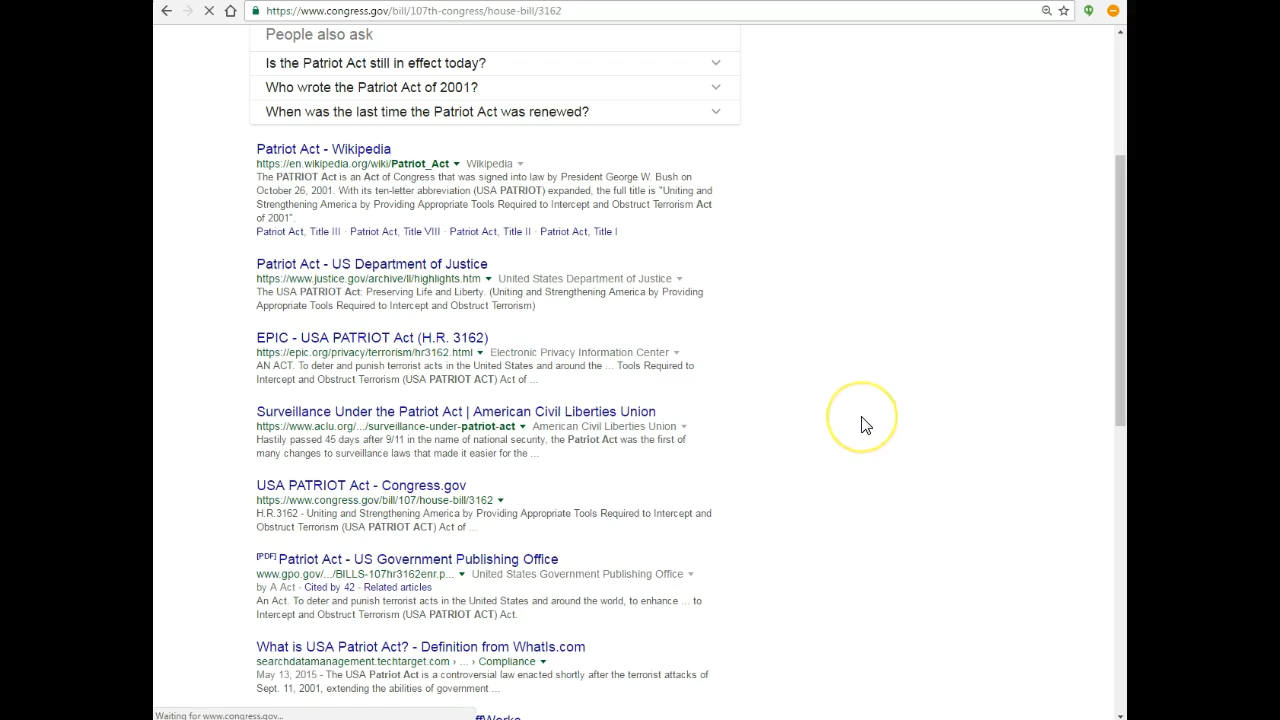 https://www.congress.gov/bill/107th-congress/house-bill/3162
People also ask
Is the Patriot Act still in effect today?
Who wrote the Patriot Act of 2001?
When was the last time the Patriot Act was renewed?
Patriot Act - Wikipedia
https://en.wikipedia.org/wiki/Patriot_Act Wikipedia
The PATRIOT Act is an Act of Congress that was signed into law by President George W. Bush on
October 26, 2001. With its ten-letter abbreviation (USA PATRIOT) expanded, the full title is "Uniting and
Strengthening America by Providing Appropriate Tools Required to Intercept and Obstruct Terrorism Act
of 2001".
Patriot Act, Title III · Patriot Act, Title VIII · Patriot Act, Title II · Patriot Act, Title I
Patriot Act - US Department of Justice
https://www.justice.gov/archive/ll/highlights.htm United States Department of Justice
The USA PATRIOT Act: Preserving Life and Liberty. (Uniting and Strengthening America by Providing
Appropriate Tools Required to Intercept and Obstruct Terrorism)
EPIC - USA PATRIOT Act (H.R. 3162)
https://epic.org/privacy/terrorism/hr3162.html Electronic Privacy Information Center
AN ACT. To deter and punish terrorist acts in the United States and around the ... Tools Required to
Intercept and Obstruct Terrorism (USA PATRIOT ACT) Act of ...
Surveillance Under the Patriot Act | American Civil Liberties Union
https://www.aclu.org/.../surveillance-under-patriot-act American Civil Liberties Union
Hastily passed 45 days after 9/11 in the name of national security, the Patriot Act was the first of
many changes to surveillance laws that made it easier for the ...
USA PATRIOT Act - Congress.gov
https://www.congress.gov/bill/107/house-bill/3162
H.R.3162 - Uniting and Strengthening America by Providing Appropriate Tools Required to Intercept and
Obstruct Terrorism (USA PATRIOT ACT) Act of ...
[PDF] Patriot Act - US Government Publishing Office
www.gpo.gov/.../BILLS-107hr3162enr.p... United States Government Publishing Office
by A Act - Cited by 42 - Related articles
An Act. To deter and punish terrorist acts in the United States and around the world, to enhance ... to
Intercept and Obstruct Terrorism (USA PATRIOT ACT) Act.
What is USA Patriot Act? - Definition from WhatIs.com
searchdatamanagement.techtarget.com › ... › Compliance
May 13, 2015 - The USA Patriot Act is a controversial law enacted shortly after the terrorist attacks of
Sept. 11, 2001, extending the abilities of government ...
Waiting for www.congress.gov...